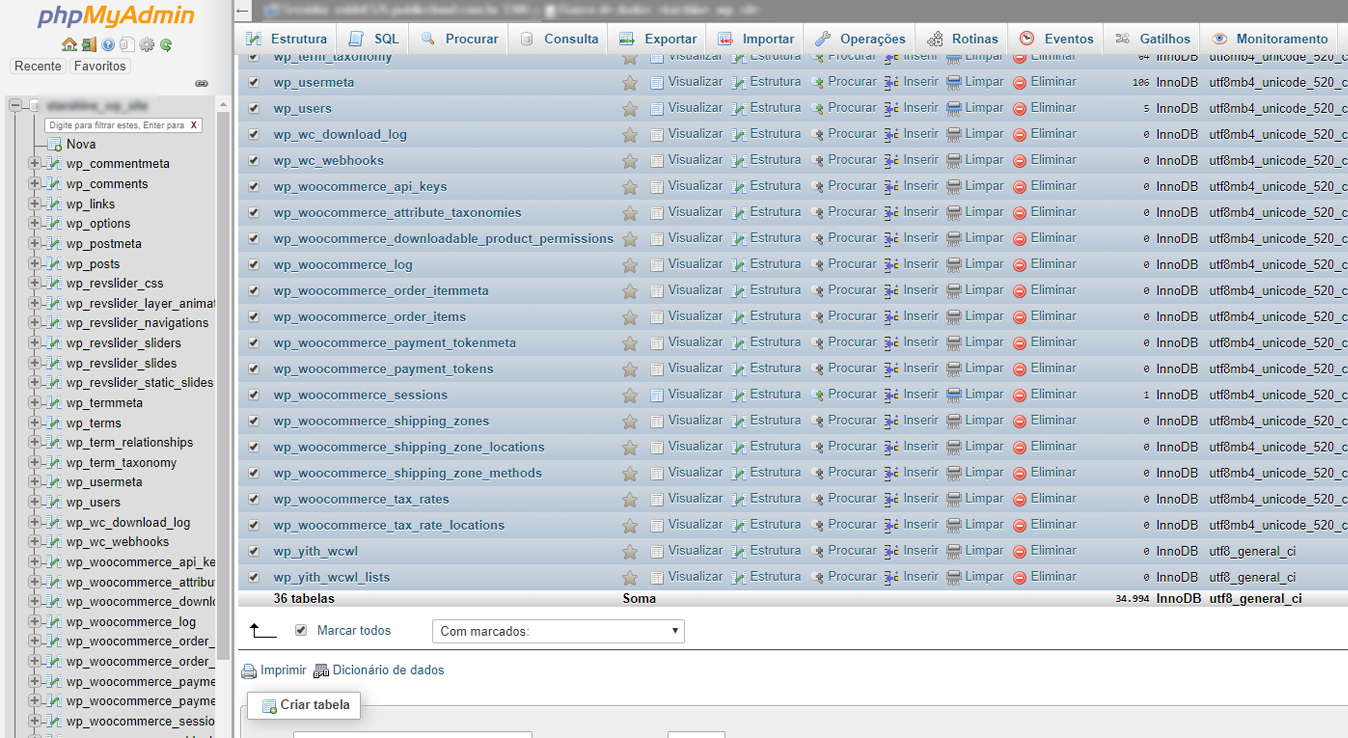 phpMyAdmin
Recente Favoritos
Digite para filtrar estes, Enter para X
Nova
wp_commentmeta
wp_comments
wp_links
wp_options
wp_postmeta
wp_posts
wp_revslider_css
wp_revslider_layer_animat
wp_revslider_navigations
wp_revslider_sliders
wp_revslider_slides
wp_revslider_static_slides
wp_termmeta
wp_terms
wp_term_relationships
wp_term_taxonomy
wp_usermeta
wp_users
wp_wc_download_log
wp_wc_webhooks
wp_woocommerce_api_ke
wp_woocommerce_attribut
wp_woocommerce_downl
wp_woocommerce_log
wp_woocommerce_order_
wp_woocommerce_order_
wp_woocommerce_payme
wp_woocommerce_payme
wp_woocommerce_sessio
Estrutura SQL Procurar Consulta Exportar Importar Operações Rotinas Eventos Gatilhos Monitoramento
wp_term_taxonomy Visualizar Estrutura Procurar Inserir Limpar Eliminar 64 InnoDB utf8mb4_unicode_520_c
wp_usermeta Visualizar Estrutura Procurar Inserir Limpar Eliminar 106 InnoDB utf8mb4_unicode_520_c
wp_users Visualizar Estrutura Procurar Inserir Limpar Eliminar 5 InnoDB utf8mb4_unicode_520_c
wp_wc_download_log Visualizar Estrutura Procurar Inserir Limpar Eliminar 0 InnoDB utf8mb4_unicode_520_c
wp_wc_webhooks Visualizar Estrutura Procurar Inserir Limpar Eliminar 0 InnoDB utf8mb4_unicode_520_c
wp_woocommerce_api_keys Visualizar Estrutura Procurar Inserir Limpar Eliminar 0 InnoDB utf8mb4_unicode_520_c
wp_woocommerce_attribute_taxonomies Visualizar Estrutura Procurar Inserir Limpar Eliminar 0 InnoDB utf8mb4_unicode_520_c
wp_woocommerce_downloadable_product_permissions Visualizar Estrutura Procurar Inserir Limpar Eliminar 0 InnoDB utf8mb4_unicode_520_c
wp_woocommerce_log Visualizar Estrutura Procurar Inserir Limpar Eliminar 0 InnoDB utf8mb4_unicode_520_c
wp_woocommerce_order_itemmeta Visualizar Estrutura Procurar Inserir Limpar Eliminar 0 InnoDB utf8mb4_unicode_520_c
wp_woocommerce_order_items Visualizar Estrutura Procurar Inserir Limpar Eliminar 0 InnoDB utf8mb4_unicode_520_c
wp_woocommerce_payment_tokenmeta Visualizar Estrutura Procurar Inserir Limpar Eliminar 0 InnoDB utf8mb4_unicode_520_c
wp_woocommerce_payment_tokens Visualizar Estrutura Procurar Inserir Limpar Eliminar 0 InnoDB utf8mb4_unicode_520_c
wp_woocommerce_sessions Visualizar Estrutura Procurar Inserir Limpar Eliminar 1 InnoDB utf8mb4_unicode_520_c
wp_woocommerce_shipping_zones Visualizar Estrutura Procurar Inserir Limpar Eliminar 0 InnoDB utf8mb4_unicode_520_c
wp_woocommerce_shipping_zone_locations Visualizar Estrutura Procurar Inserir Limpar Eliminar 0 InnoDB utf8mb4_unicode_520_c
wp_woocommerce_shipping_zone_methods Visualizar Estrutura Procurar Inserir Limpar Eliminar 0 InnoDB utf8mb4_unicode_520_c
wp_woocommerce_tax_rates Visualizar Estrutura Procurar Inserir Limpar Eliminar 0 InnoDB utf8mb4_unicode_520_c
wp_woocommerce_tax_rate_locations Visualizar Estrutura Procurar Inserir Limpar Eliminar 0 InnoDB utf8mb4_unicode_520_c
wp_yith_wcwl Visualizar Estrutura Procurar Inserir Limpar Eliminar 0 InnoDB utf8_general_ci
wp_yith_wcwl_lists Visualizar Estrutura Procurar Inserir Limpar Eliminar 0 InnoDB utf8_general_ci
36 tabelas Soma 34.994 InnoDB utf8_general_ci
Marcar todos Com marcados:
Imprimir Dicionário de dados
Criar tabela